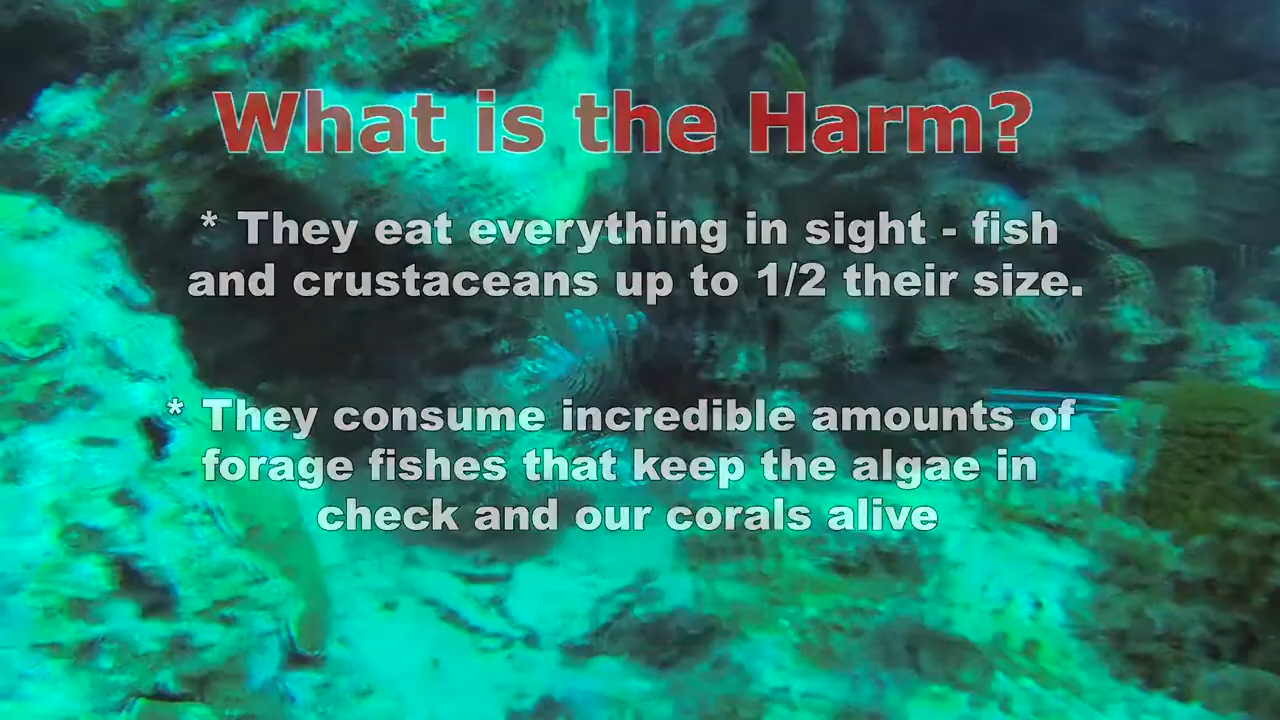 What is the Harm?
* They eat everything in sight - fish
and crustaceans up to 1/2 their size.
* They consume incredible amounts of
forage fishes that keep the algae in
check and our corals alive